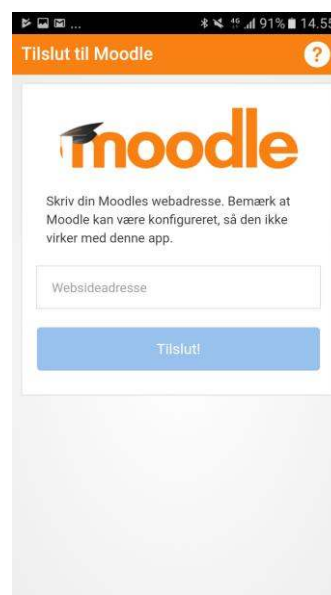 ... 4G 91% 14.55
Tilslut til Moodle ?
moodle
Skriv din Moodles webadresse. Bemærk at
Moodle kan være konfigureret, så den ikke
virker med denne app.
Websideadresse
Tilslut!